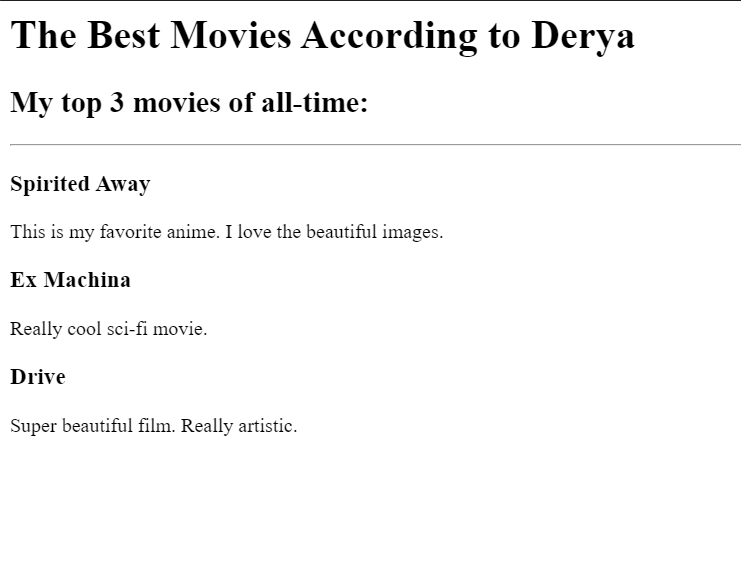 The Best Movies According to Derya
My top 3 movies of all-time:
Spirited Away
This is my favorite anime. I love the beautiful images.
Ex Machina
Really cool sci-fi movie.
Drive
Super beautiful film. Really artistic.